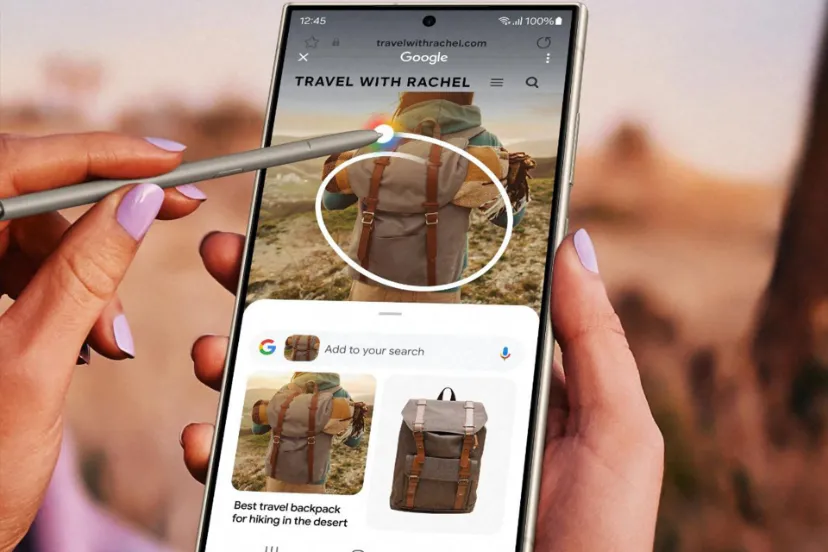 12:45
100%
travelwithrachel.com
Google
TRAVEL WITH RACHEL
Add to your search
Best travel backpack
for hiking in the desert